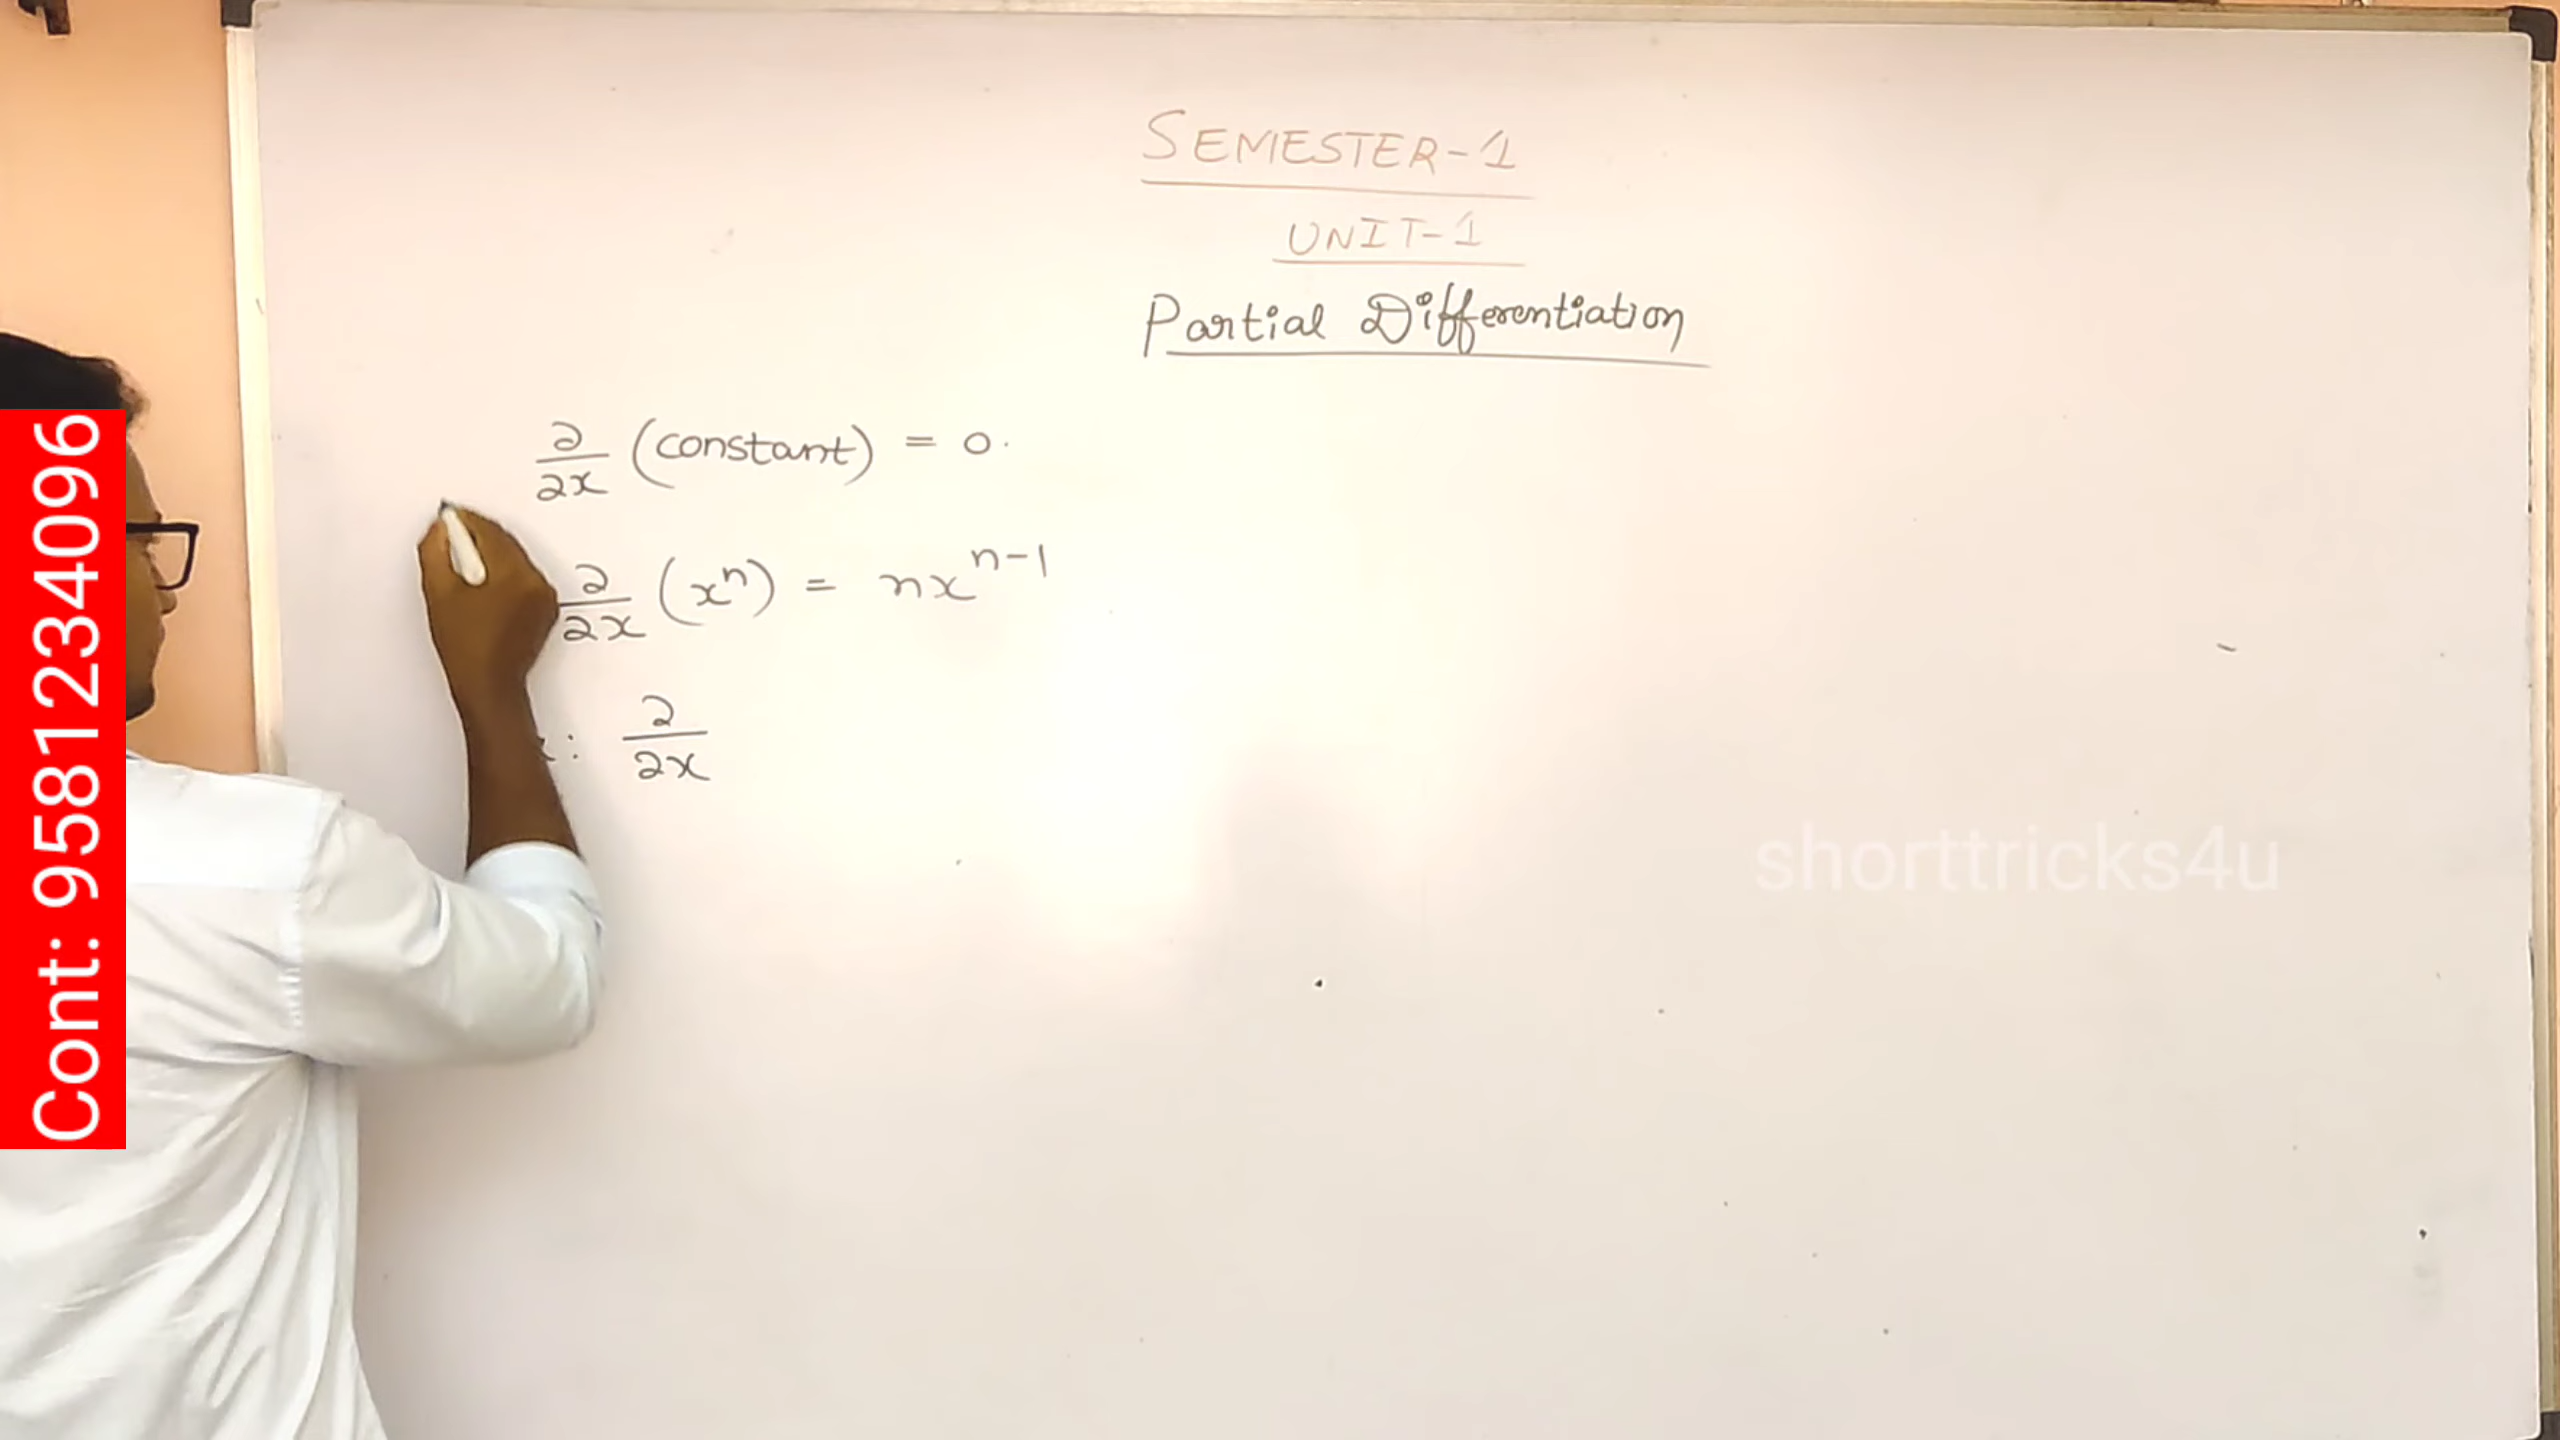 SEMESTER-1
UNIT-1
Partial Differentiation
∂/∂x (constant) = 0.
∂/∂x (xⁿ) = nxⁿ⁻¹
: ∂/∂x
shorttricks4u
Cont: 9581234096